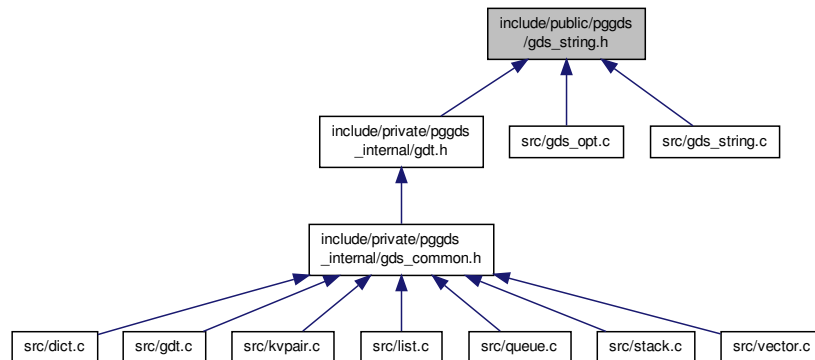 include/public/pggds
/gds_string.h
include/private/pggds
_internal/gdt.h
src/gds_opt.c
src/gds_string.c
include/private/pggds
_internal/gds_common.h
src/dict.c
src/gdt.c
src/kvpair.c
src/list.c
src/queue.c
src/stack.c
src/vector.c